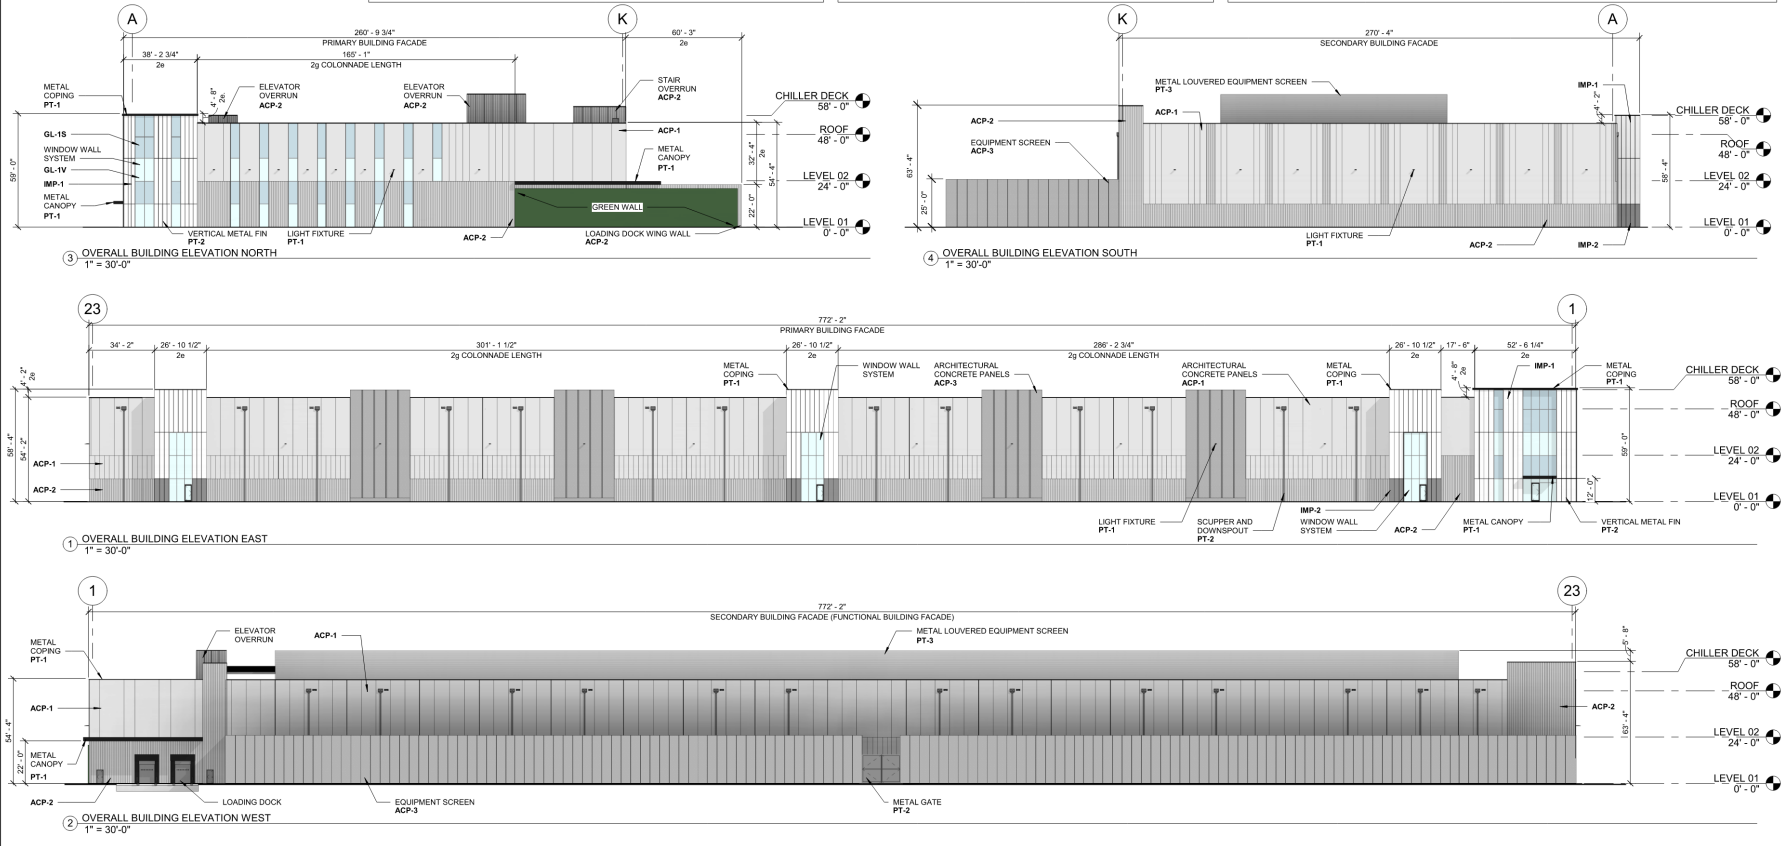 A
K
260' - 9 3/4"
PRIMARY BUILDING FACADE
60' - 3"
2e
38' - 2 3/4"
2e
165' - 1"
2g COLONNADE LENGTH
METAL
COPING
PT-1
4' - 8"
2e
ELEVATOR
OVERRUN
ACP-2
ELEVATOR
OVERRUN
ACP-2
STAIR
OVERRUN
ACP-2
CHILLER DECK
58' - 0"
ACP-1
ROOF
48' - 0"
GL-1S
WINDOW WALL
SYSTEM
GL-1V
IMP-1
METAL
CANOPY
PT-1
59' - 0"
METAL
CANOPY
PT-1
32' - 4"
2e
54' - 4"
22' - 0"
LEVEL 02
24' - 0"
GREEN WALL
LEVEL 01
0' - 0"
VERTICAL METAL FIN
PT-2
LIGHT FIXTURE
PT-1
ACP-2
LOADING DOCK WING WALL
ACP-2
3
OVERALL BUILDING ELEVATION NORTH
1" = 30'-0"
K
A
270' - 4"
SECONDARY BUILDING FACADE
METAL LOUVERED EQUIPMENT SCREEN
PT-3
IMP-1
ACP-1
4' - 2"
ACP-2
CHILLER DECK
58' - 0"
EQUIPMENT SCREEN
ACP-3
ROOF
48' - 0"
63' - 4"
25' - 0"
58' - 4"
LEVEL 02
24' - 0"
LEVEL 01
0' - 0"
LIGHT FIXTURE
PT-1
ACP-2
IMP-2
4
OVERALL BUILDING ELEVATION SOUTH
1" = 30'-0"
23
1
772' - 2"
PRIMARY BUILDING FACADE
34' - 2"
26' - 10 1/2"
2e
301' - 1 1/2"
2g COLONNADE LENGTH
26' - 10 1/2"
2e
286' - 2 3/4"
2g COLONNADE LENGTH
26' - 10 1/2"
2e
17' - 6"
52' - 6 1/4"
2e
4' - 2"
2e
METAL
COPING
PT-1
WINDOW WALL
SYSTEM
ARCHITECTURAL
CONCRETE PANELS
ACP-3
ARCHITECTURAL
CONCRETE PANELS
ACP-1
METAL
COPING
PT-1
4' - 8"
2e
IMP-1
METAL
COPING
PT-1
CHILLER DECK
58' - 0"
ROOF
48' - 0"
58' - 4"
54' - 2"
59' - 0"
12' - 0"
LEVEL 02
24' - 0"
ACP-1
ACP-2
LEVEL 01
0' - 0"
LIGHT FIXTURE
PT-1
SCUPPER AND
DOWNSPOUT
PT-2
IMP-2
WINDOW WALL
SYSTEM
ACP-2
METAL CANOPY
PT-1
VERTICAL METAL FIN
PT-2
1
OVERALL BUILDING ELEVATION EAST
1" = 30'-0"
1
23
772' - 2"
SECONDARY BUILDING FACADE (FUNCTIONAL BUILDING FACADE)
METAL
COPING
PT-1
ELEVATOR
OVERRUN
ACP-1
METAL LOUVERED EQUIPMENT SCREEN
PT-3
5' - 8"
CHILLER DECK
58' - 0"
ROOF
48' - 0"
ACP-1
ACP-2
54' - 4"
22' - 0"
63' - 4"
LEVEL 02
24' - 0"
METAL
CANOPY
PT-1
LEVEL 01
0' - 0"
ACP-2
LOADING DOCK
EQUIPMENT SCREEN
ACP-3
METAL GATE
PT-2
2
OVERALL BUILDING ELEVATION WEST
1" = 30'-0"